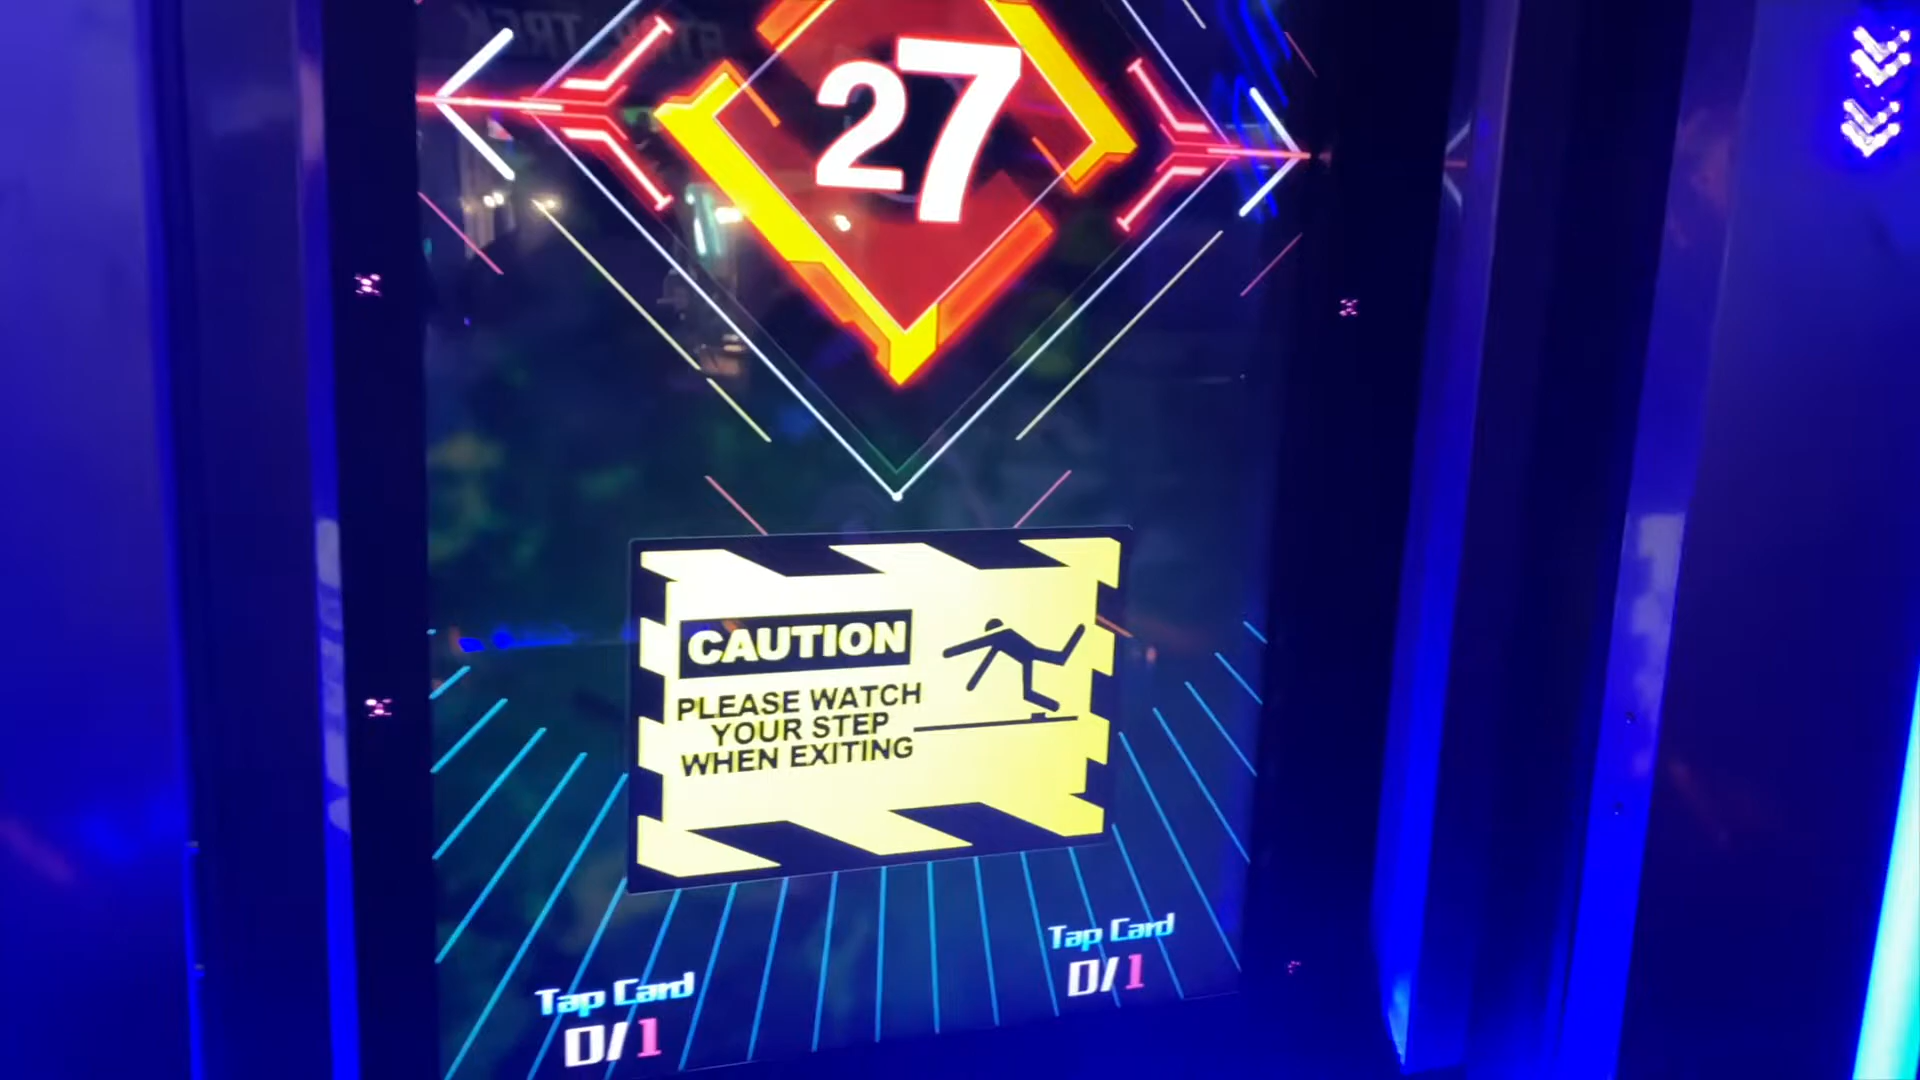 27
CAUTION
PLEASE WATCH
YOUR STEP
WHEN EXITING
Tap Card
0/1
Tap Card
0/1